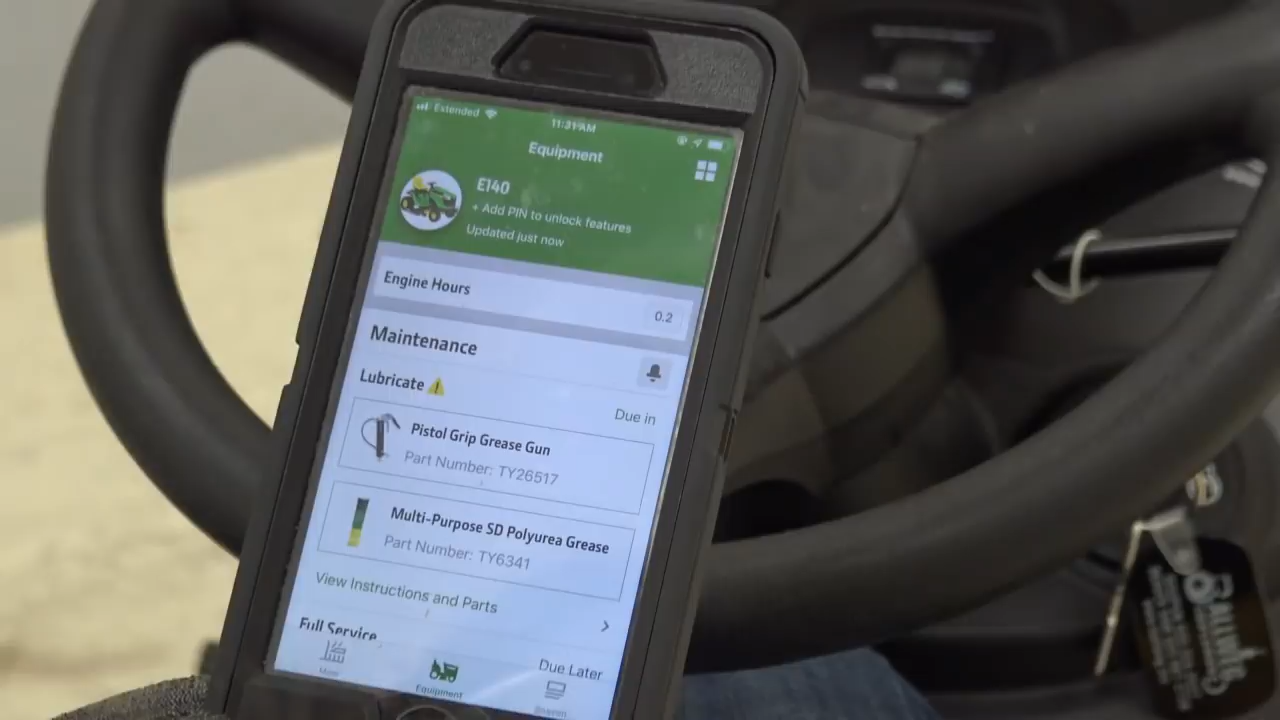 Extended
11:31 AM
Equipment
E140
+ Add PIN to unlock features
Updated just now
Engine Hours
0.2
Maintenance
Lubricate
Due in
Pistol Grip Grease Gun
Part Number: TY26517
Multi-Purpose SD Polyurea Grease
Part Number: TY6341
View Instructions and Parts
Full Service
Due Later
Equipment